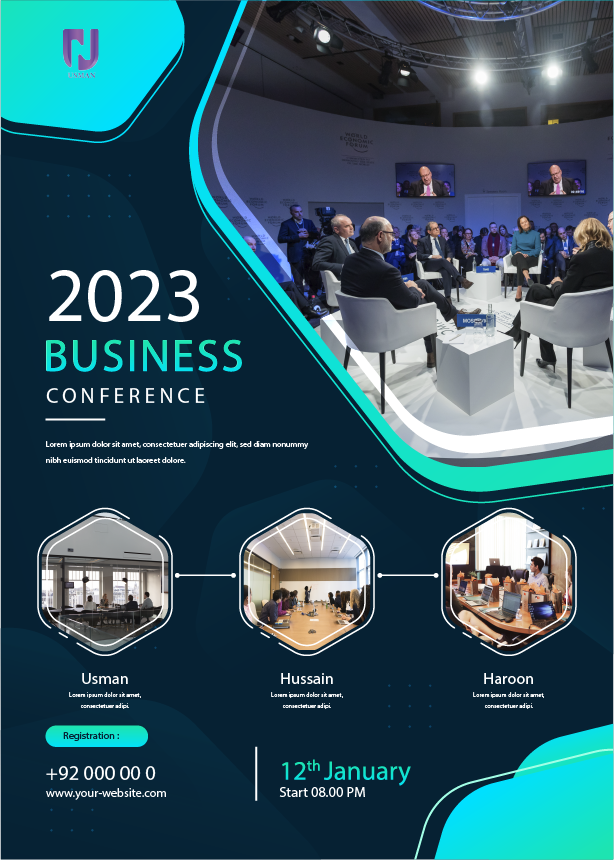 USMAN
WORLD
ECONOMIC
FORUM
2023
BUSINESS
CONFERENCE
Lorem ipsum dolor sit amet, consectetuer adipiscing elit, sed diam nonummy
nibh euismod tincidunt ut laoreet dolore.
Usman
Hussain
Haroon
Lorem ipsum dolor sit amet,
consectetuer adipi.
Lorem ipsum dolor sit amet,
consectetuer adipi.
Lorem ipsum dolor sit amet,
consectetuer adipi.
Registration :
+92 000 00 0
www.your-website.com
12th January
Start 08.00 PM